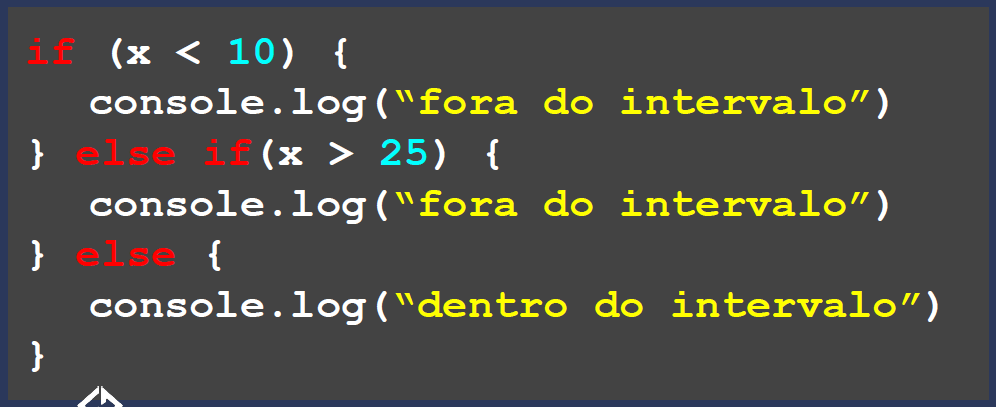 if (x < 10) {
console.log(“fora do intervalo”)
} else if(x > 25) {
console.log(“fora do intervalo”)
} else {
console.log(“dentro do intervalo”)
}